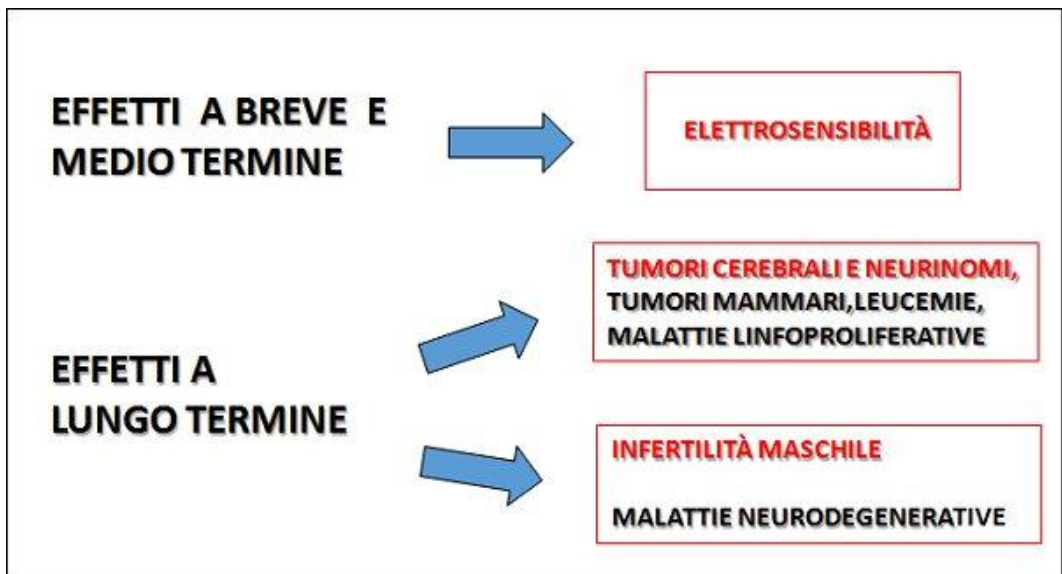 EFFETTI A BREVE E
MEDIO TERMINE
ELETTROSENSIBILITÀ
TUMORI CEREBRALI E NEURINOMI,
TUMORI MAMMARI,LEUCEMIE,
MALATTIE LINFOPROLIFERATIVE
EFFETTI A
LUNGO TERMINE
INFERTILITÀ MASCHILE
MALATTIE NEURODEGENERATIVE